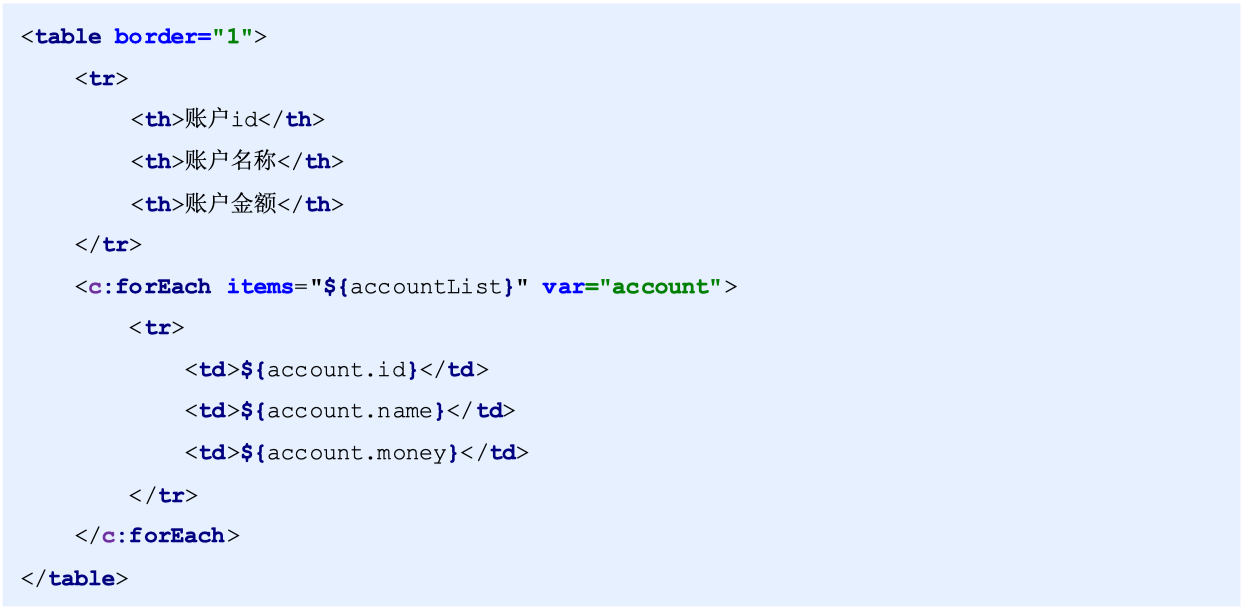 <table border="1">
    <tr>
        <th>账户id</th>
        <th>账户名称</th>
        <th>账户金额</th>
    </tr>
    <c:forEach items="${accountList}" var="account">
        <tr>
            <td>${account.id}</td>
            <td>${account.name}</td>
            <td>${account.money}</td>
        </tr>
    </c:forEach>
</table>